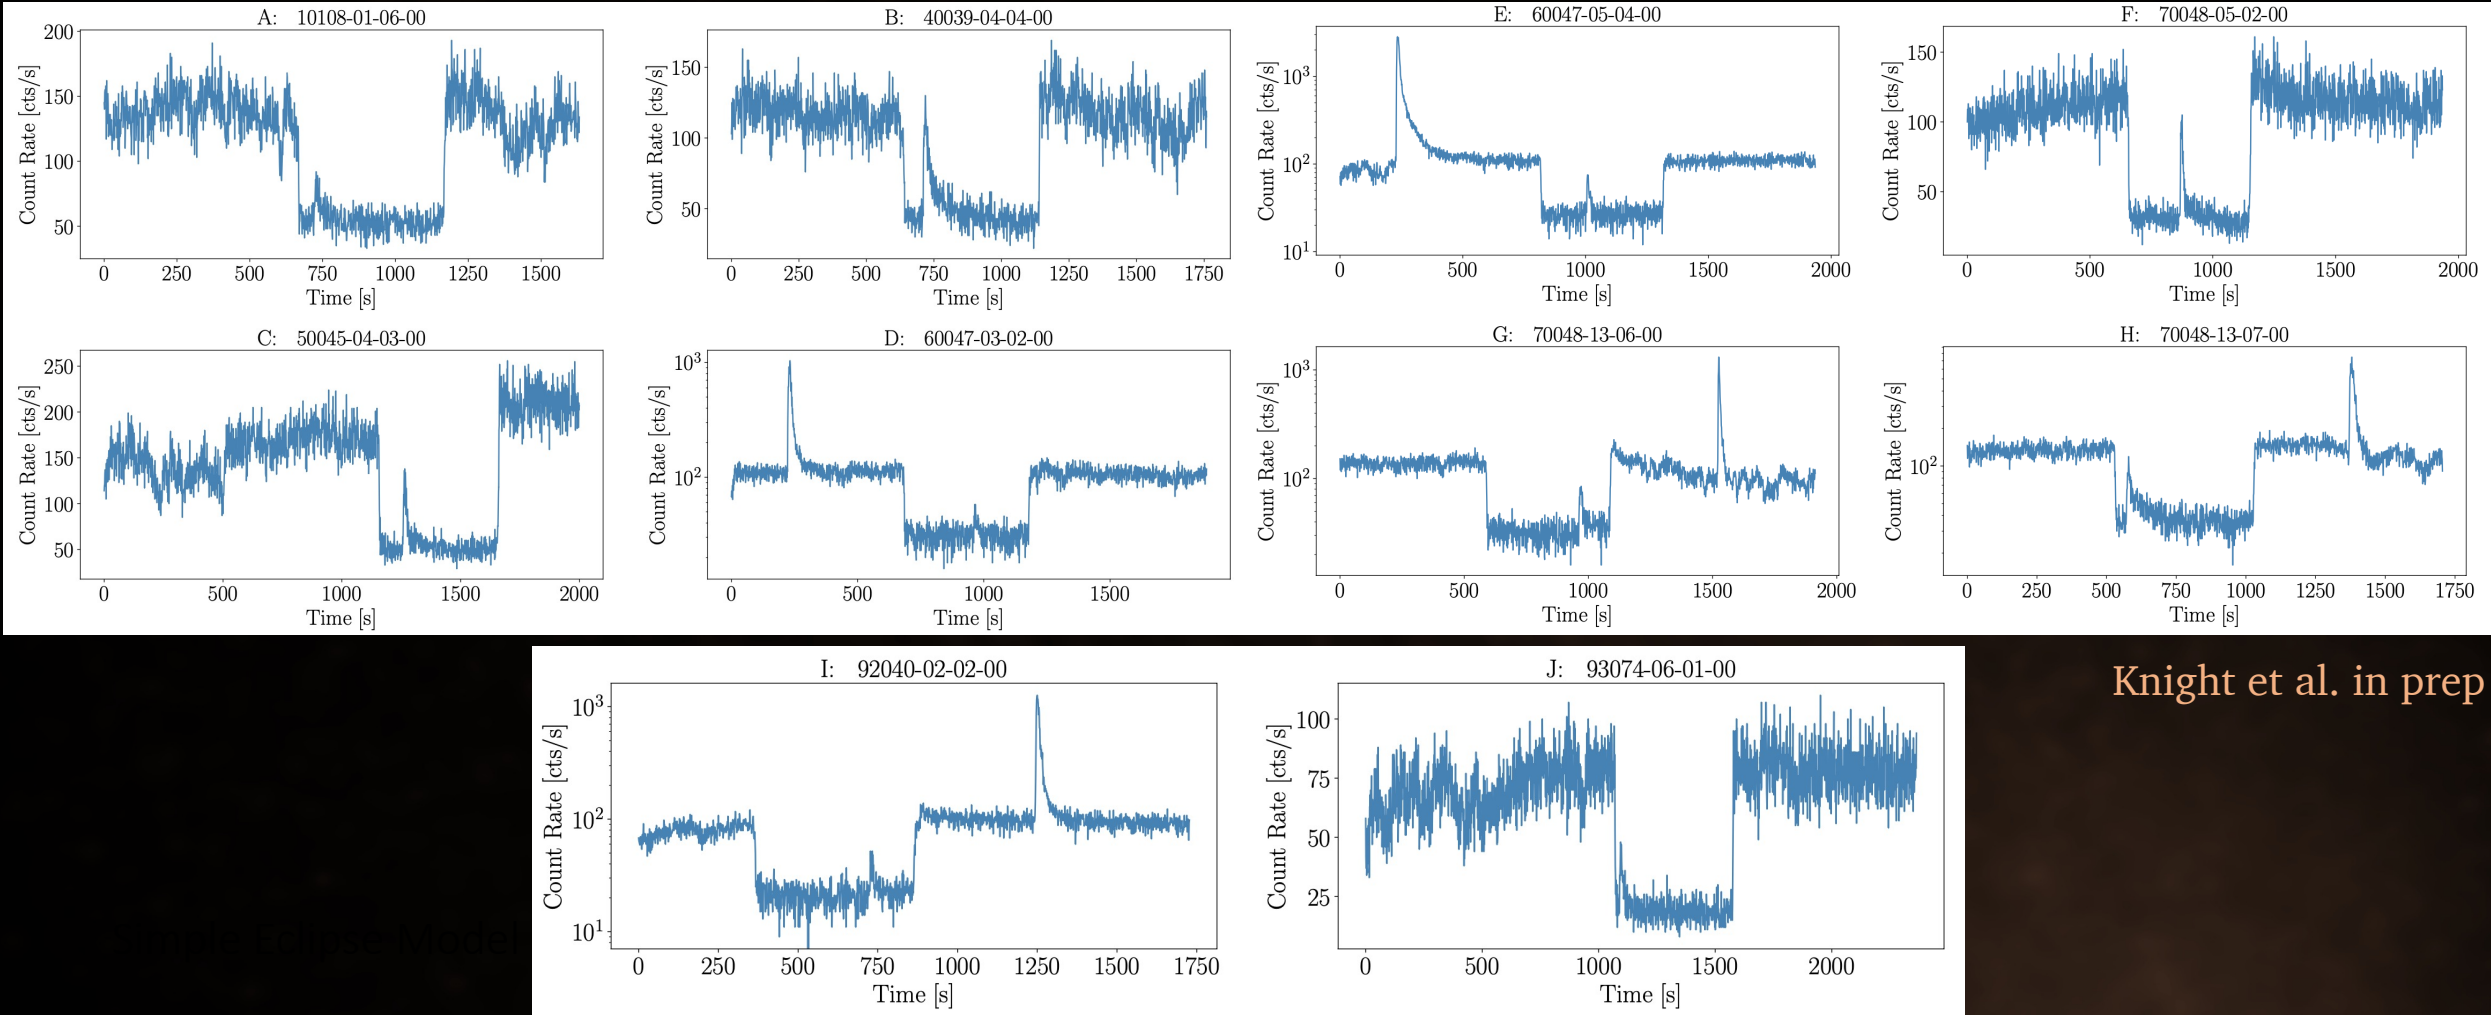 A: 10108-01-06-00
200
150
100
50
Count Rate [cts/s]
0 250 500 750 1000 1250 1500
Time [s]
B: 40039-04-04-00
150
100
50
Count Rate [cts/s]
0 250 500 750 1000 1250 1500 1750
Time [s]
E: 60047-05-04-00
10³
10²
10¹
Count Rate [cts/s]
0 500 1000 1500 2000
Time [s]
F: 70048-05-02-00
150
100
50
Count Rate [cts/s]
0 500 1000 1500 2000
Time [s]
C: 50045-04-03-00
250
200
150
100
50
Count Rate [cts/s]
0 500 1000 1500 2000
Time [s]
D: 60047-03-02-00
10³
10²
Count Rate [cts/s]
0 500 1000 1500
Time [s]
G: 70048-13-06-00
10³
10²
Count Rate [cts/s]
0 500 1000 1500 2000
Time [s]
H: 70048-13-07-00
10²
Count Rate [cts/s]
0 250 500 750 1000 1250 1500 1750
Time [s]
I: 92040-02-02-00
10³
10²
10¹
Count Rate [cts/s]
0 250 500 750 1000 1250 1500 1750
Time [s]
J: 93074-06-01-00
100
75
50
25
Count Rate [cts/s]
0 500 1000 1500 2000
Time [s]
Knight et al. in prep
Eclipse Model